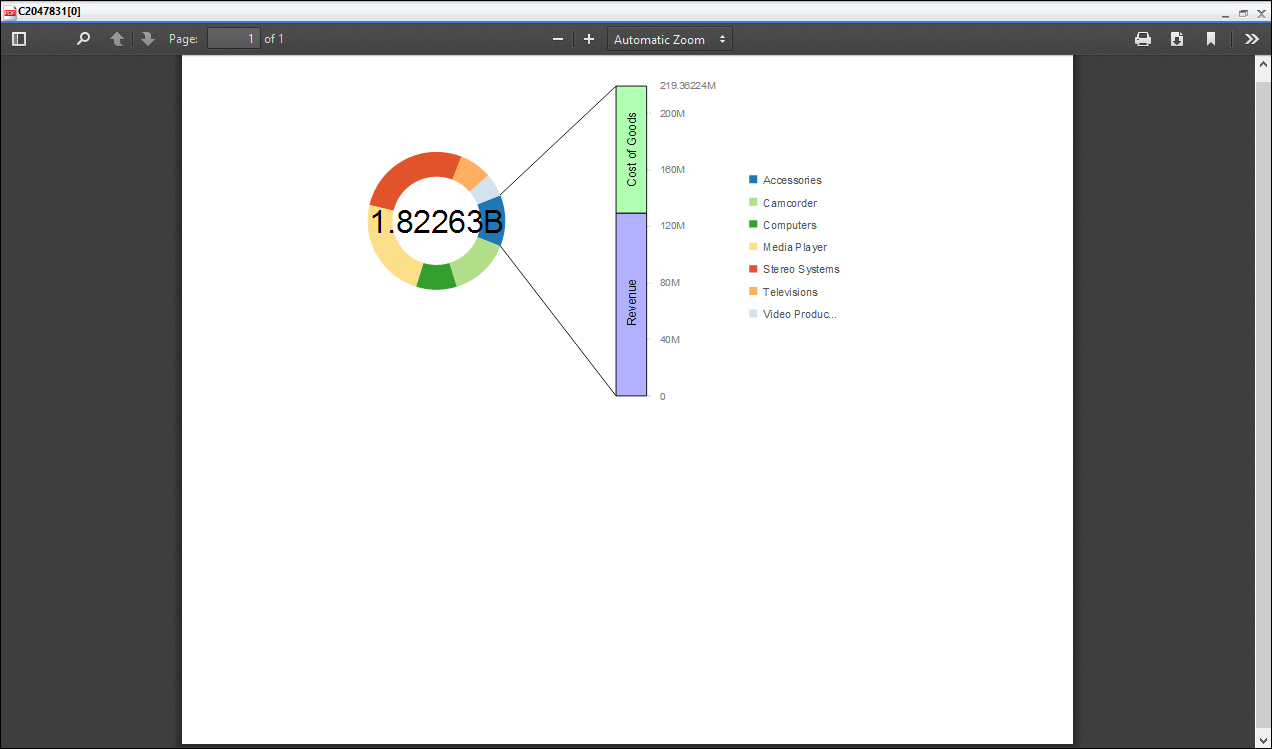 C2047831[0]
Page: 1 of 1
Automatic Zoom
219.36224M
200M
160M
120M
80M
40M
0
Cost of Goods
Revenue
1.82263B
Accessories
Camcorder
Computers
Media Player
Stereo Systems
Televisions
Video Produc...